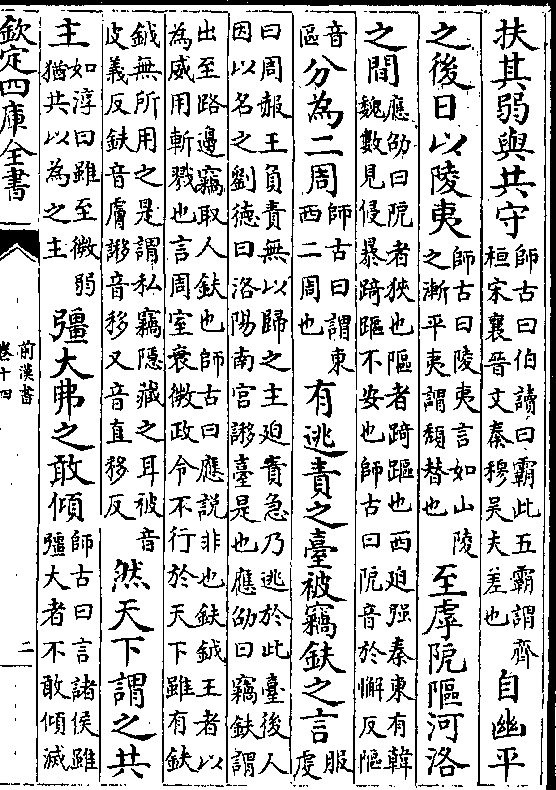 扶其弱與共守師古曰伯讀曰霸此五霸謂齊桓宋襄晉文秦穆吳夫差也自幽平
之後日以陵夷師古曰陵夷言如山陵之漸平夷謂頹替也至虖阸䧢河洛
之間應劭曰阸者狹也䧢者踦䧢也西迫强秦東有韓魏數見侵暴踦䧢不安也師古曰阸音於懈反䧢
音區分為二周師古曰謂東西二周也有逃責之臺被竊鈇之言服虔
曰周赧王負責無以歸之主迫責急乃逃於此臺後人因以名之劉德曰洛陽南宮謻臺是也應劭曰竊鈇謂
出至路邊竊取人鈇也師古曰應説非也鈇鉞王者以為威用斬戮也言周室衰微政令不行於天下雖有鈇
鉞無所用之是謂私竊隱藏之耳被音皮義反鈇音膚謻音移又音直移反然天下謂之共
主如淳曰雖至微弱猶共以為之主彊大弗之敢傾師古曰言諸侯雖彊大者不敢傾滅
欽定四庫全書
前漢書
卷十四
二